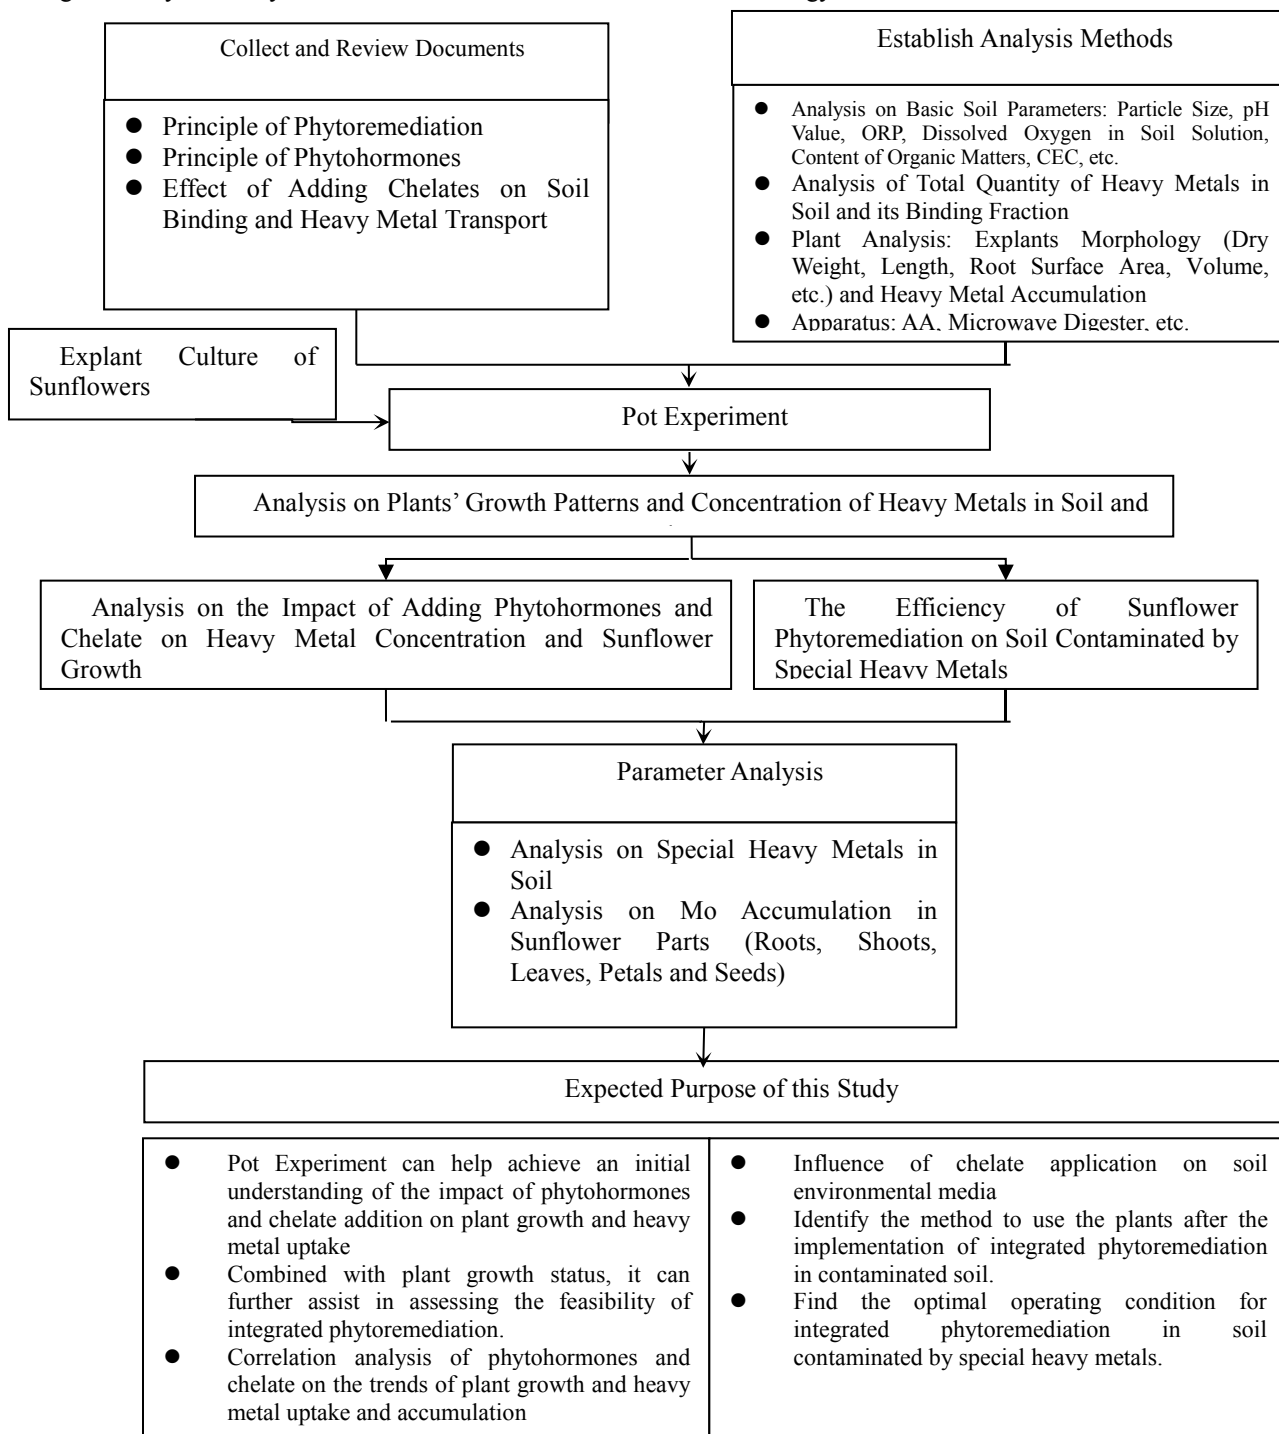 Collect and Review Documents
Principle of Phytoremediation
Principle of Phytohormones
Effect of Adding Chelates on Soil
Binding and Heavy Metal Transport
Establish Analysis Methods
Analysis on Basic Soil Parameters: Particle Size, pH
Value, ORP, Dissolved Oxygen in Soil Solution,
Content of Organic Matters, CEC, etc.
Analysis of Total Quantity of Heavy Metals in
Soil and its Binding Fraction
Plant Analysis: Explants Morphology (Dry
Weight, Length, Root Surface Area, Volume,
etc.) and Heavy Metal Accumulation
Apparatus: AA, Microwave Digester, etc.
Explant Culture of
Sunflowers
Pot Experiment
Analysis on Plants' Growth Patterns and Concentration of Heavy Metals in Soil and
Analysis on the Impact of Adding Phytohormones and
Chelate on Heavy Metal Concentration and Sunflower
Growth
The Efficiency of Sunflower
Phytoremediation on Soil Contaminated by
Special Heavy Metals
Parameter Analysis
Analysis on Special Heavy Metals in
Soil
Analysis on Mo Accumulation in
Sunflower Parts (Roots, Shoots,
Leaves, Petals and Seeds)
Expected Purpose of this Study
Pot Experiment can help achieve an initial
understanding of the impact of phytohormones
and chelate addition on plant growth and heavy
metal uptake
Combined with plant growth status, it can
further assist in assessing the feasibility of
integrated phytoremediation.
Correlation analysis of phytohormones and
chelate on the trends of plant growth and heavy
metal uptake and accumulation
Influence of chelate application on soil
environmental media
Identify the method to use the plants after the
implementation of integrated phytoremediation
in contaminated soil.
Find the optimal operating condition for
integrated phytoremediation in soil
contaminated by special heavy metals.